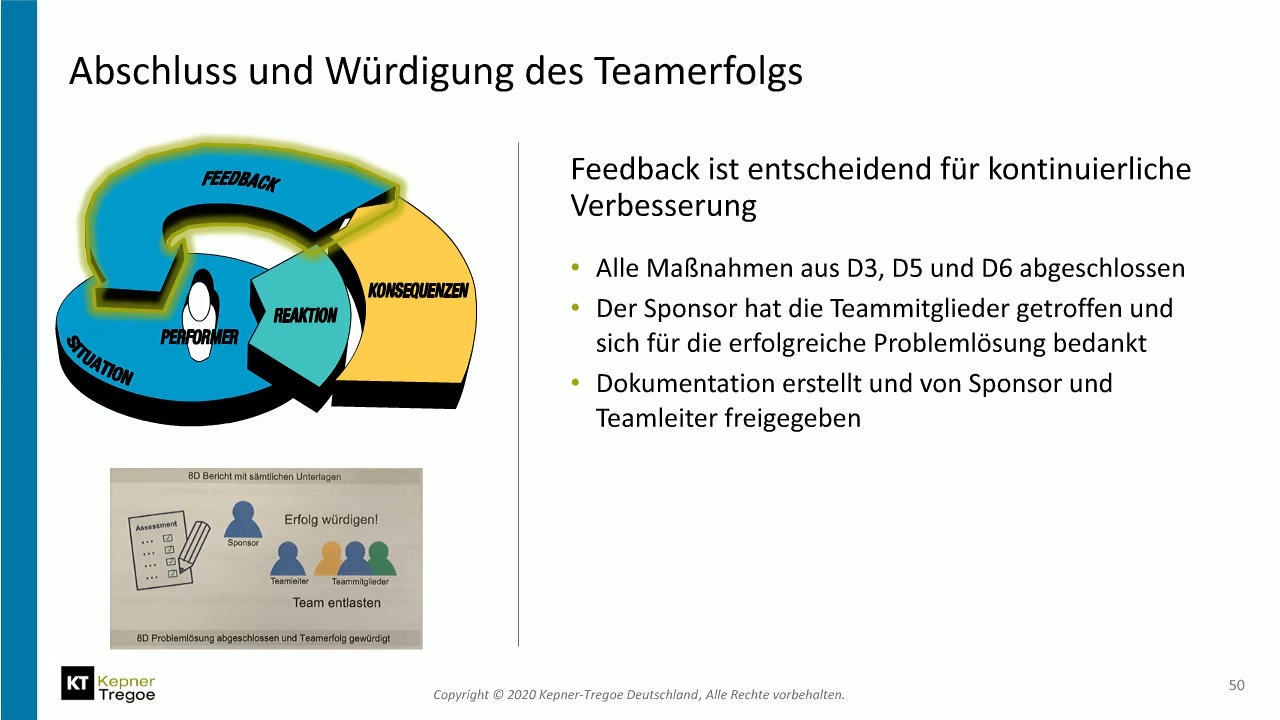 Abschluss und Würdigung des Teamerfolgs
FEEDBACK
KONSEQUENZEN
REAKTION
PERFORMER
SITUATION
Feedback ist entscheidend für kontinuierliche
Verbesserung
• Alle Maßnahmen aus D3, D5 und D6 abgeschlossen
• Der Sponsor hat die Teammitglieder getroffen und
sich für die erfolgreiche Problemlösung bedankt
• Dokumentation erstellt und von Sponsor und
Teamleiter freigegeben
8D Bericht mit sämtlichen Unterlagen
Assessment
Erfolg würdigen!
Sponsor
Teamleiter
Teammitglieder
Team entlasten
8D Problemlösung abgeschlossen und Teamerfolg gewürdigt
KT Kepner
Tregoe
Copyright © 2020 Kepner-Tregoe Deutschland, Alle Rechte vorbehalten.
50